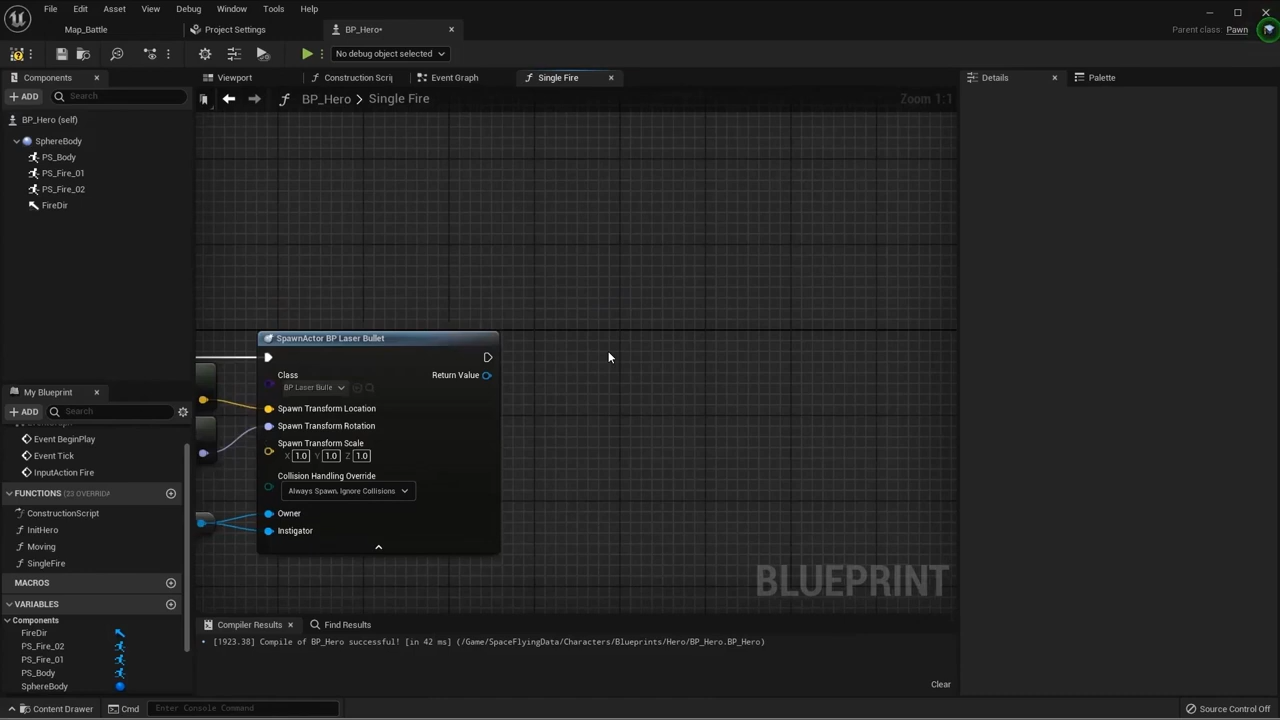 File Edit Asset View Debug Window Tools Help
Map_Battle Project Settings BP_Hero• Parent class: Pawn
No debug object selected
Components Viewport Construction Scrip Event Graph Single Fire Details Palette
ADD Search BP_Hero > Single Fire Zoom 1:1
BP_Hero (self)
SphereBody
PS_Body
PS_Fire_01
PS_Fire_02
FireDir
SpawnActor BP Laser Bullet
Class Return Value
BP Laser Bulle
Spawn Transform Location
Spawn Transform Rotation
Spawn Transform Scale
X 1.0 Y 1.0 Z 1.0
Collision Handling Override
Always Spawn, Ignore Collisions
Owner
Instigator
BLUEPRINT
My Blueprint
ADD Search
Event BeginPlay
Event Tick
InputAction Fire
FUNCTIONS (23 OVERRIDA
ConstructionScript
InitHero
Moving
SingleFire
MACROS
VARIABLES
Components
FireDir
PS_Fire_02
PS_Fire_01
PS_Body
SphereBody
Compiler Results Find Results
[1923.38] Compile of BP_Hero successful! [in 42 ms] (/Game/SpaceFlyingData/Characters/Blueprints/Hero/BP_Hero.BP_Hero)
Clear
Content Drawer Cmd Enter Console Command Source Control Off